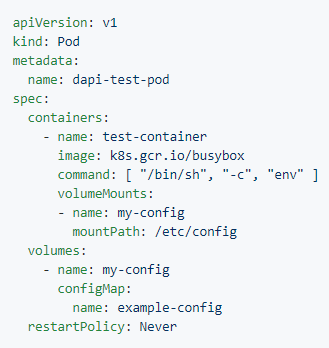 apiVersion: v1
kind: Pod
metadata:
  name: dapi-test-pod
spec:
  containers:
    - name: test-container
      image: k8s.gcr.io/busybox
      command: [ "/bin/sh", "-c", "env" ]
      volumeMounts:
      - name: my-config
        mountPath: /etc/config
  volumes:
    - name: my-config
      configMap:
        name: example-config
  restartPolicy: Never